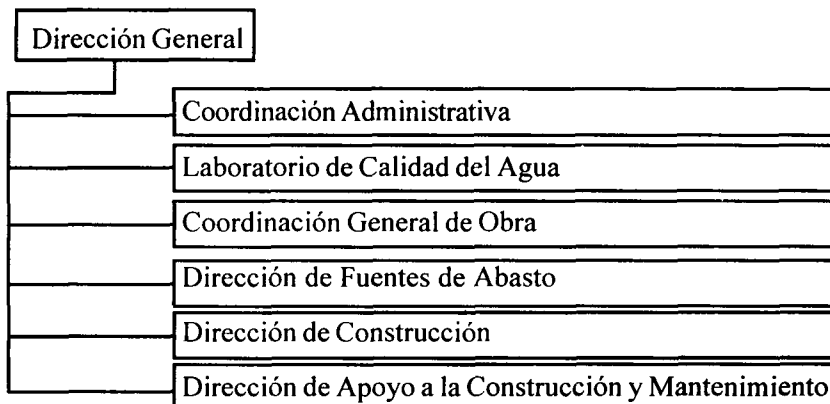 Dirección General
Coordinación Administrativa
Laboratorio de Calidad del Agua
Coordinación General de Obra
Dirección de Fuentes de Abasto
Dirección de Construcción
Dirección de Apoyo a la Construcción y Mantenimiento